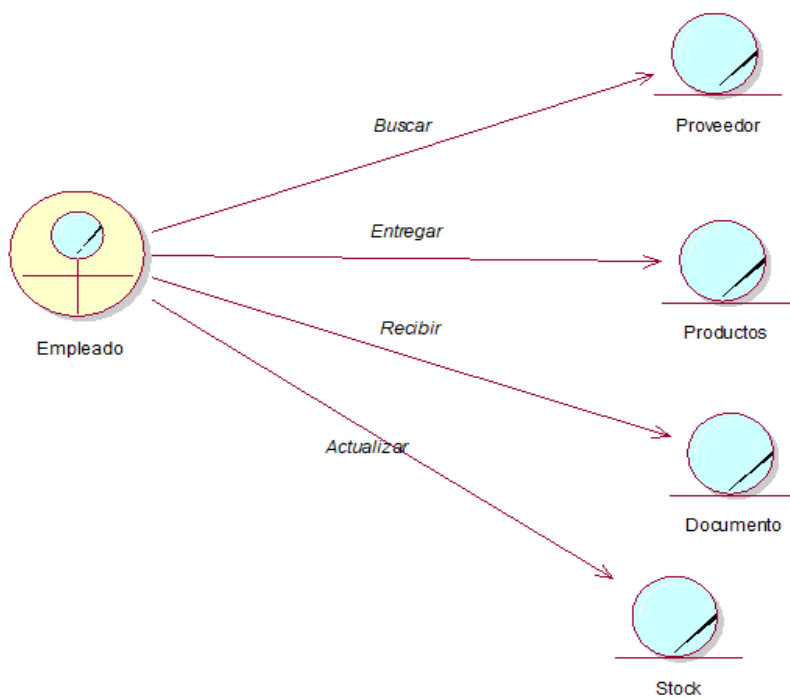 Buscar
Proveedor
Entregar
Productos
Empleado
Recibir
Actualizar
Documento
Stock